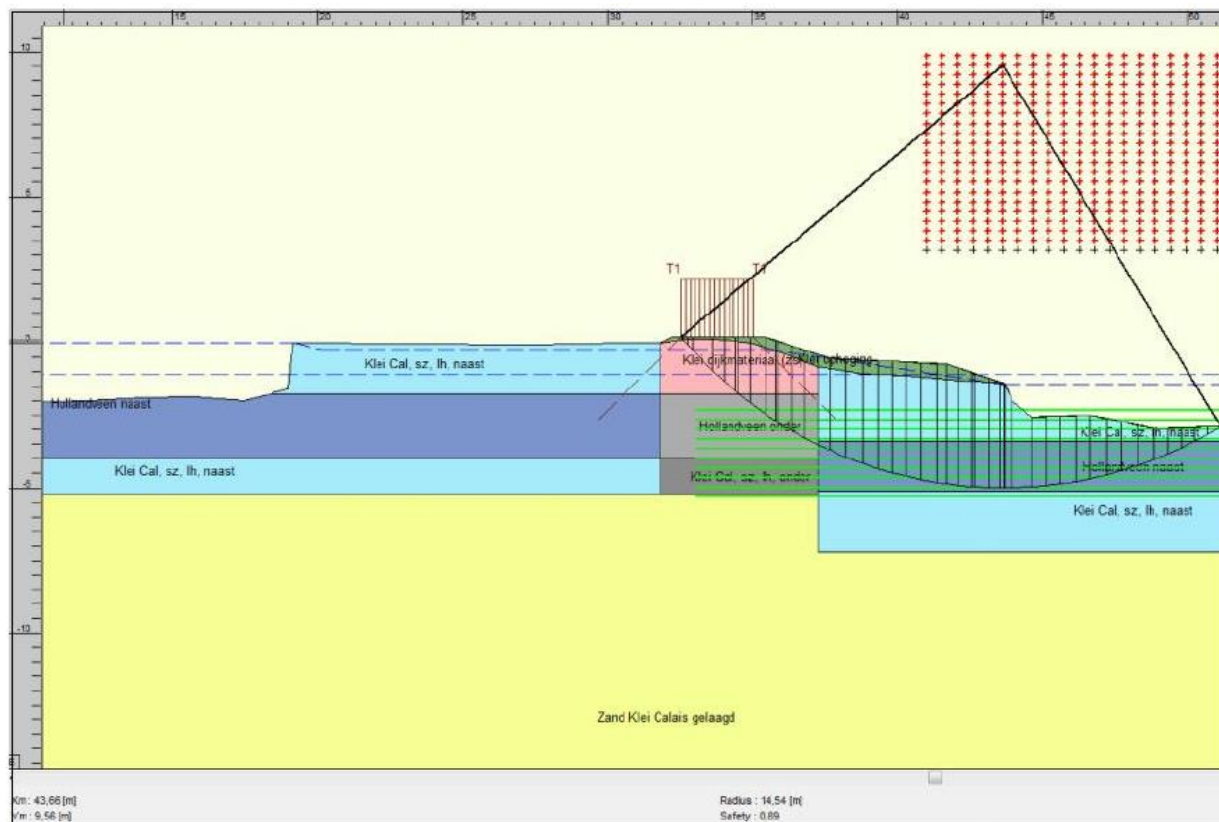 15 20 25 30 35 40 45 50
10
5
T1 T1
0
Klei Cal, sz, lh, naast
Klei dijkmateriaal (zs
Klei ophoging
Hollandveen naast
Hollandveen onder
Klei Cal, sz, lh, naast
Klei Cal, sz, lh, naast
Klei Cal, sz, lh, onder
Hollandveen naast
-5
Klei Cal, sz, lh, naast
-10
Zand Klei Calais gelaagd
Xm : 43,66 [m]
Radius : 14,54 [m]
Ym : 9,56 [m]
Safety : 0,89